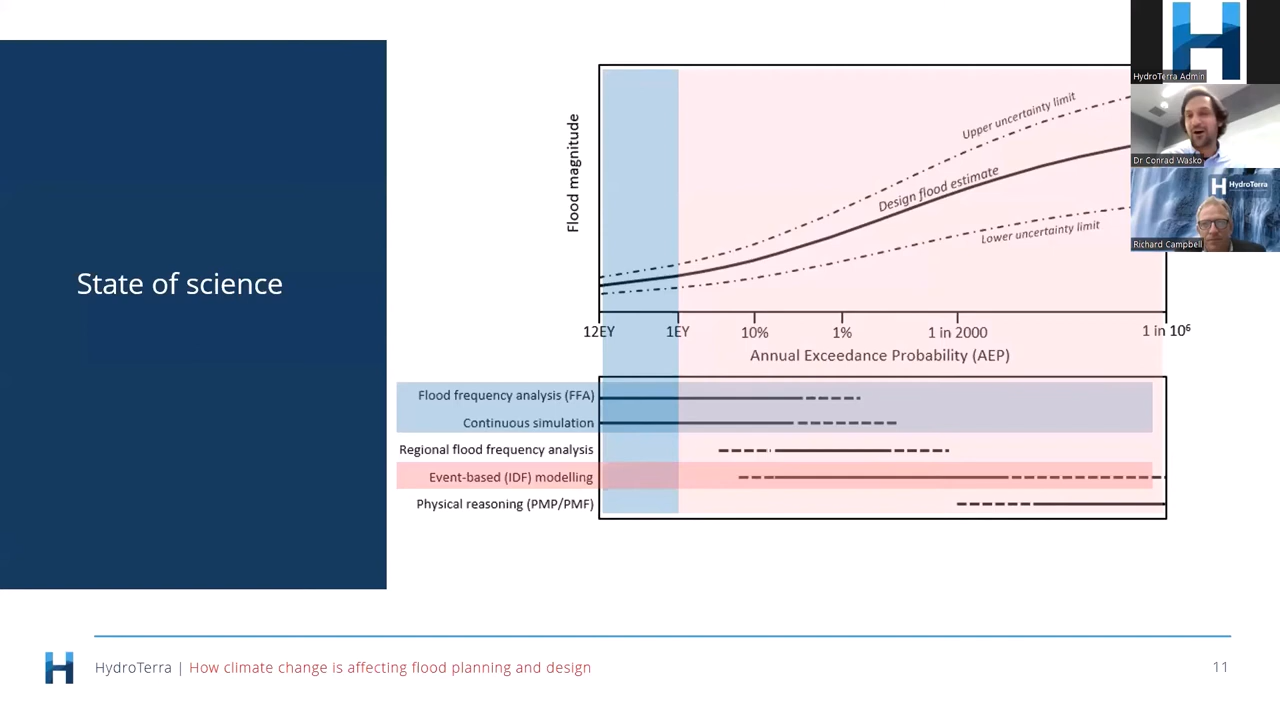 State of science
Flood magnitude
Upper uncertainty limit
Design flood estimate
Lower uncertainty limit
12EY 1EY 10% 1% 1 in 2000 1 in 10⁶
Annual Exceedance Probability (AEP)
Flood frequency analysis (FFA)
Continuous simulation
Regional flood frequency analysis
Event-based (IDF) modelling
Physical reasoning (PMP/PMF)
HydroTerra Admin
Dr Conrad Wasko
HydroTerra
Richard Campbell
HydroTerra | How climate change is affecting flood planning and design
11